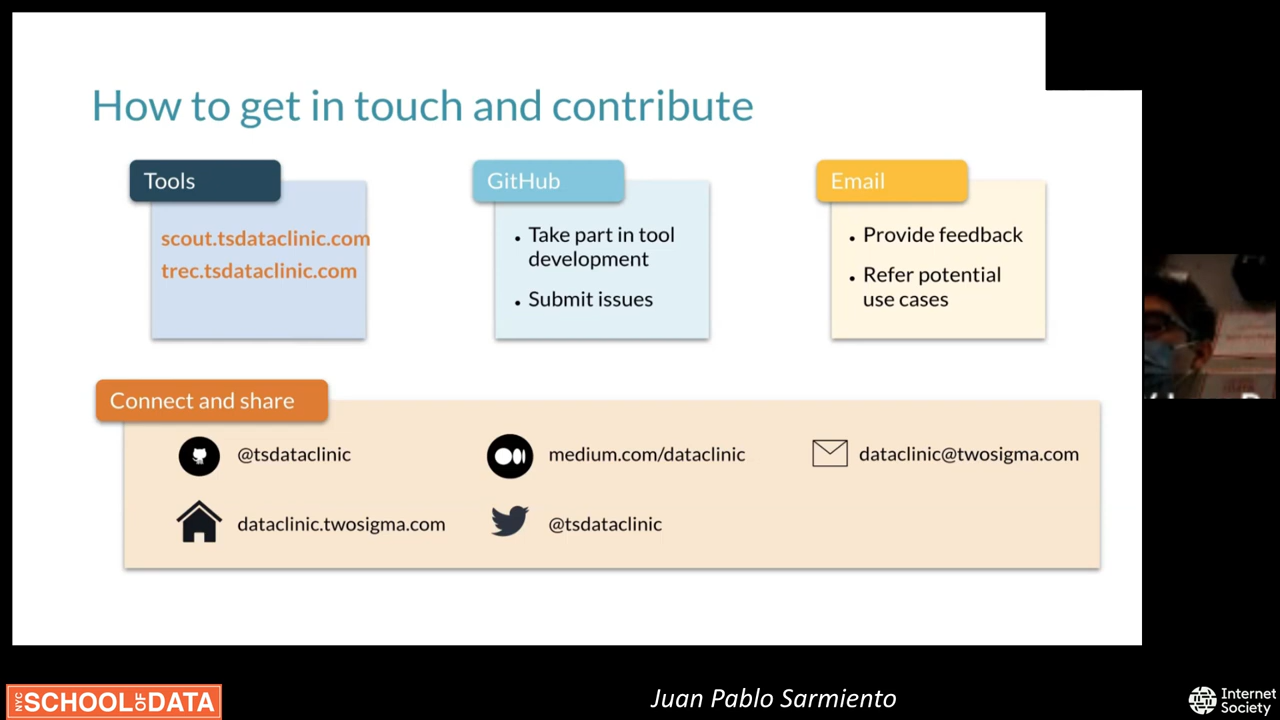 How to get in touch and contribute
Tools
scout.tsdataclinic.com
trec.tsdataclinic.com
GitHub
• Take part in tool
development
• Submit issues
Email
• Provide feedback
• Refer potential
use cases
Connect and share
@tsdataclinic
medium.com/dataclinic
dataclinic@twosigma.com
dataclinic.twosigma.com
@tsdataclinic
NYC SCHOOL OF DATA
Juan Pablo Sarmiento
Internet
Society